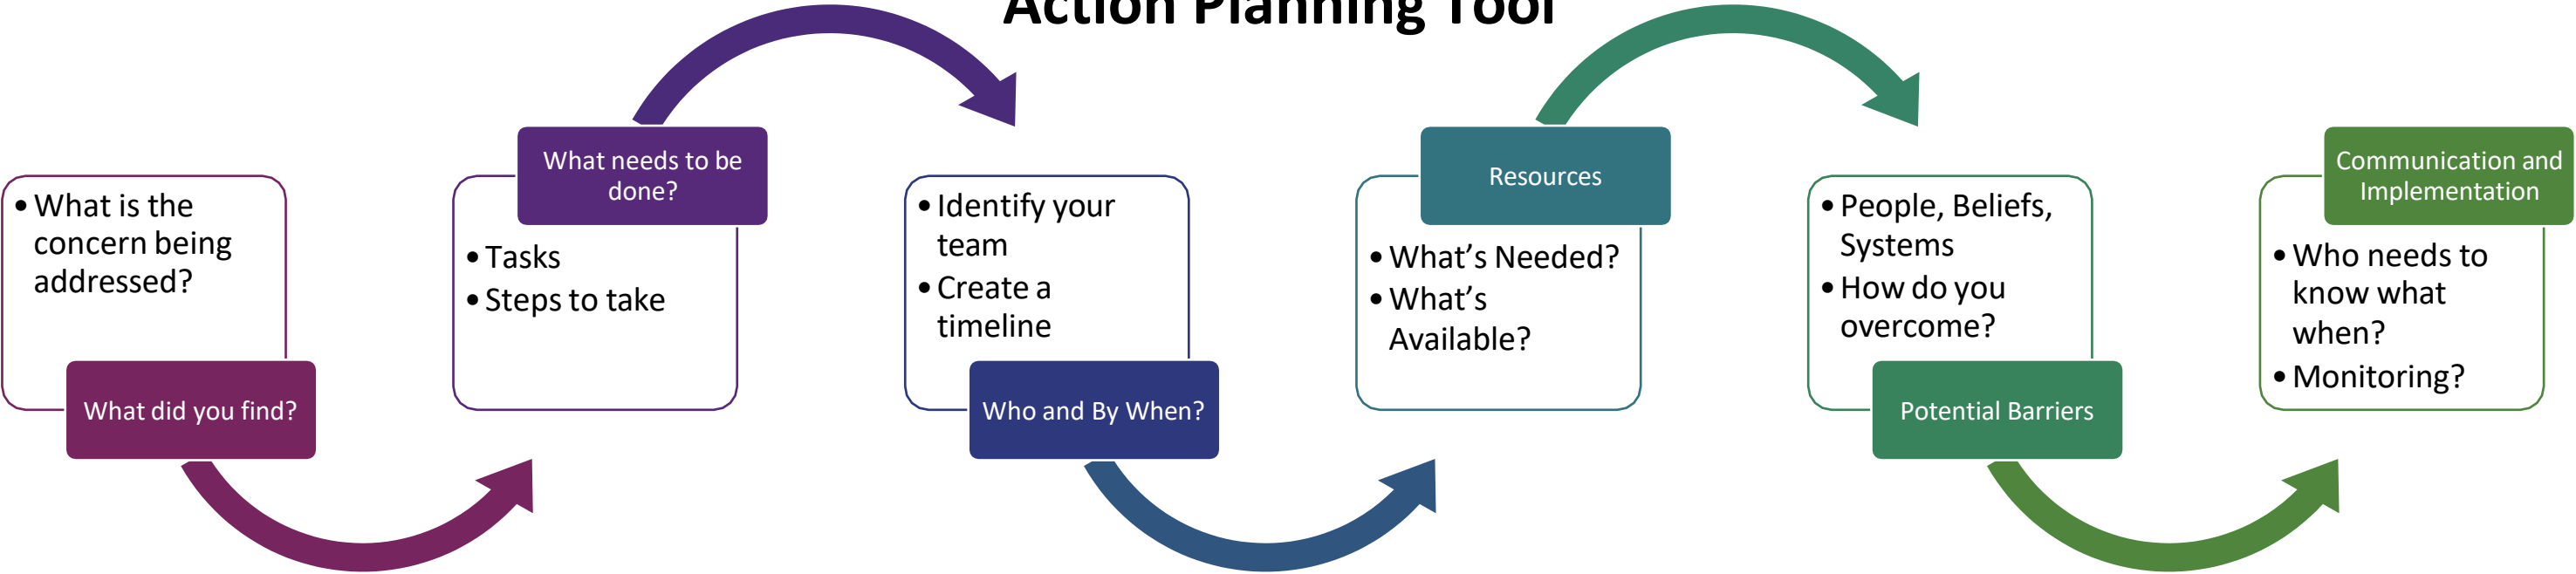 Action Planning Tool
• What is the
concern being
addressed?
What did you find?
What needs to be
done?
• Tasks
• Steps to take
• Identify your
team
• Create a
timeline
Who and By When?
Resources
• What's Needed?
• What's
Available?
• People, Beliefs,
Systems
• How do you
overcome?
Potential Barriers
Communication and
Implementation
• Who needs to
know what
when?
• Monitoring?